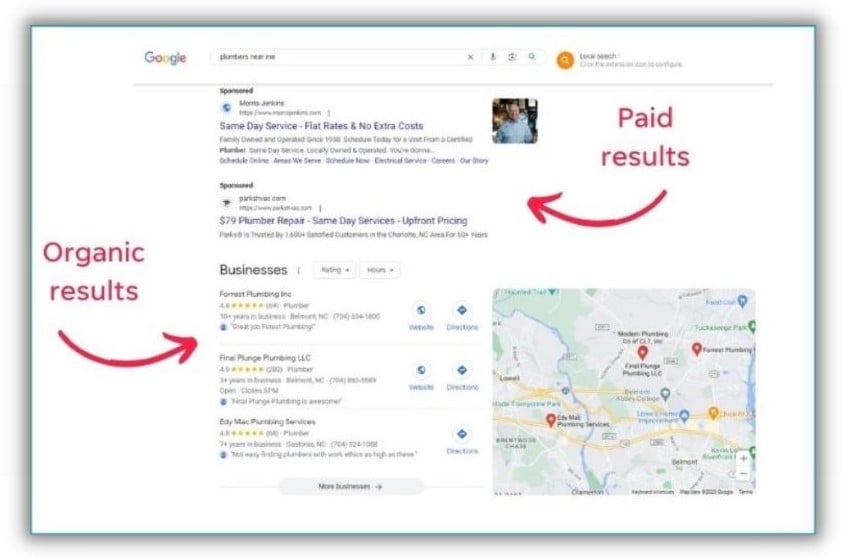 Google
plumbers near me
Local search
Click the extension icon to configure.
Sponsored
Morris-Jenkins
https://www.morrisjenkins.com
Same Day Service - Flat Rates & No Extra Costs
Family Owned and Operated Since 1958. Schedule Today for a Visit From a Certified
Plumber. Same Day Service. Locally Owned & Operated. You're Gonna...
Schedule Online · Areas We Serve · Schedule Now · Electrical Service · Careers · Our Story
Paid
results
Sponsored
parkshvac.com
https://www.parkshvac.com
$79 Plumber Repair - Same Day Services - Upfront Pricing
Parks® is Trusted By 1,600+ Satisfied Customers in the Charlotte, NC Area For 50+ Years
Organic
results
Businesses
Rating
Hours
Forrest Plumbing Inc
4.8 (69) · Plumber
10+ years in business · Belmont, NC · (704) 634-1800
"Great job Forest Plumbing!"
Website
Directions
Final Plunge Plumbing LLC
4.9 (280) · Plumber
3+ years in business · Belmont, NC ·
Open · Closes 5PM
"Final Plunge Plumbing is awesome!"
Website
Directions
Edy Mac Plumbing Services
4.8 (68) · Plumber
7+ years in business · Gastonia, NC ·
"Not easy finding plumbers with work ethics as high as these."
Directions
More businesses
Haunted Trail
Food Lion
Tuckaseege Park
Modern Plumbing
Co of CLT, Inc
Forrest Plumbing
Final Plunge
Plumbing LLC
Lowell
Belmont
Abbey College
Trampoline Park
Edy Mac
Plumbing Services
Lowe's Home
Improvement
Chick-fil-A
BRENTWOOD
CHASE
Belmont
Cramerton
Keyboard shortcuts
Map data ©2023 Google
Terms